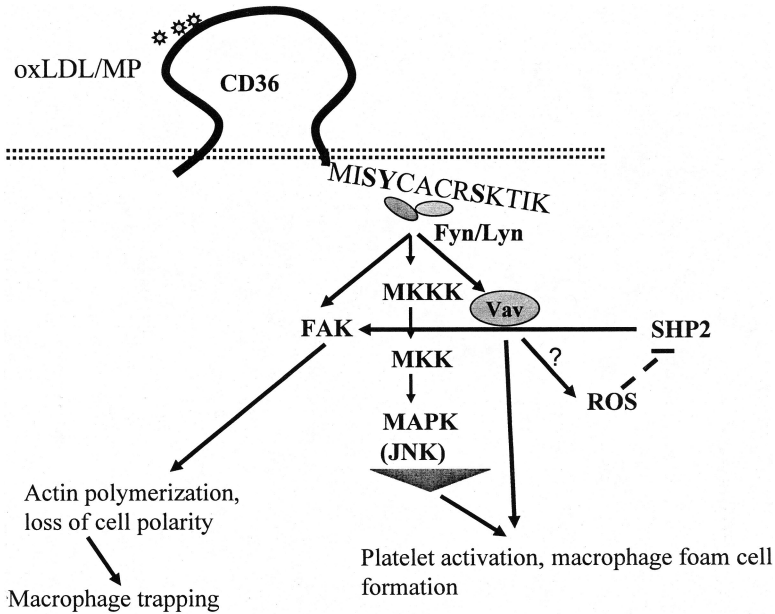 oxLDL/MP
CD36
MISYCACRSKTIK
Fyn/Lyn
MKKK
Vav
FAK
SHP2
?
MKK
ROS
MAPK
(JNK)
Actin polymerization,
loss of cell polarity
Platelet activation, macrophage foam cell
formation
Macrophage trapping